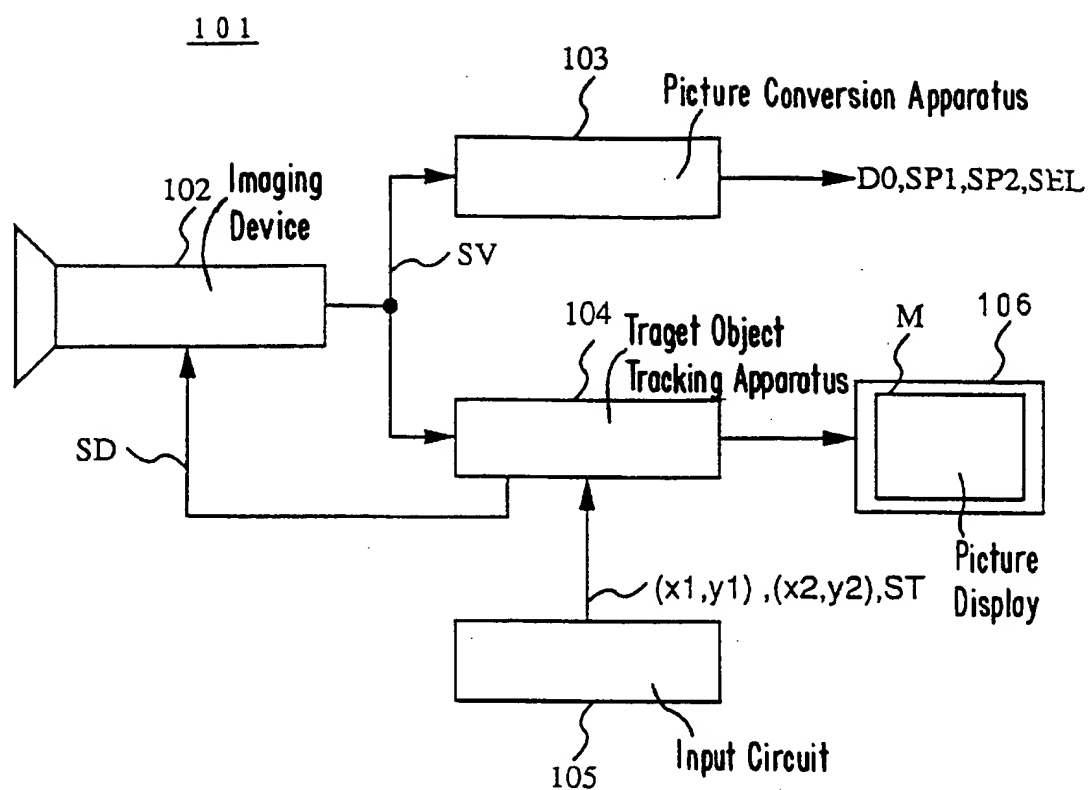 101
103
Picture Conversion Apparatus
102
Imaging
Device
D0,SP1,SP2,SEL
SV
104
Traget Object
Tracking Apparatus
M
106
SD
(x1,y1) ,(x2,y2),ST
Picture
Display
105
Input Circuit